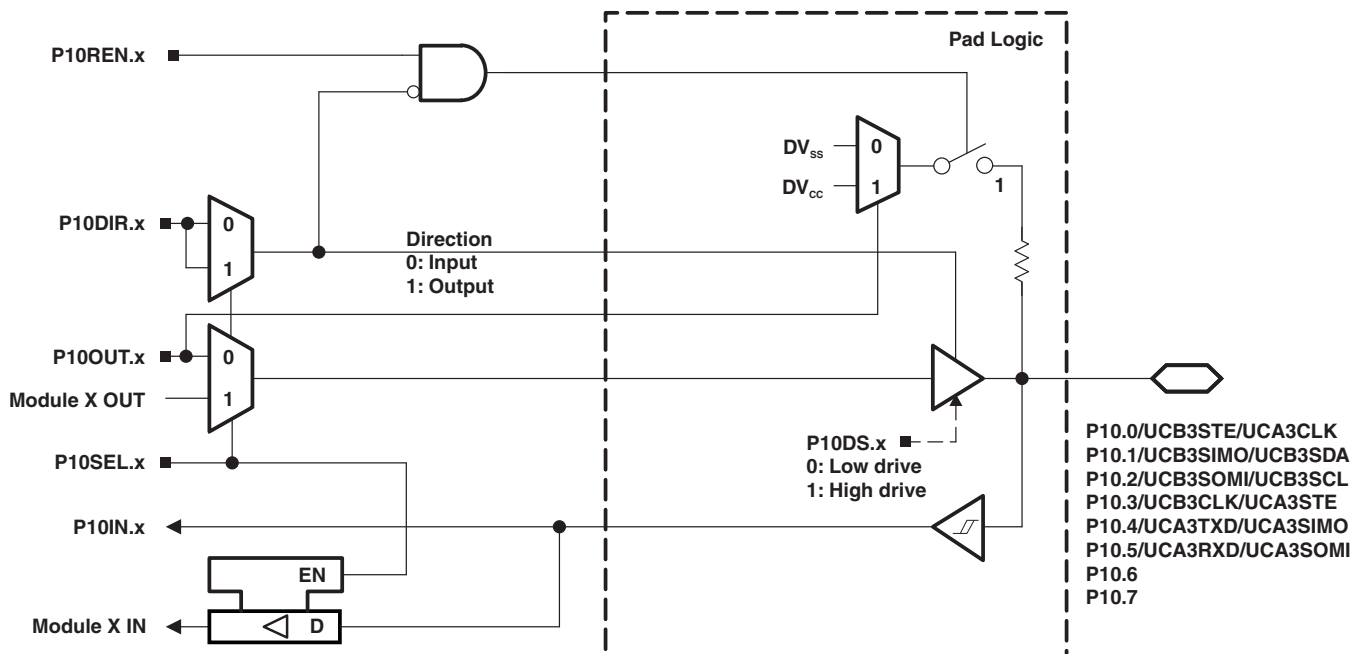 Pad Logic
P10REN.x
DVSS
0
DVCC
1
1
P10DIR.x
0
1
Direction
0: Input
1: Output
P10OUT.x
0
Module X OUT
1
P10DS.x
0: Low drive
1: High drive
P10SEL.x
P10IN.x
EN
Module X IN
D
P10.0/UCB3STE/UCA3CLK
P10.1/UCB3SIMO/UCB3SDA
P10.2/UCB3SOMI/UCB3SCL
P10.3/UCB3CLK/UCA3STE
P10.4/UCA3TXD/UCA3SIMO
P10.5/UCA3RXD/UCA3SOMI
P10.6
P10.7